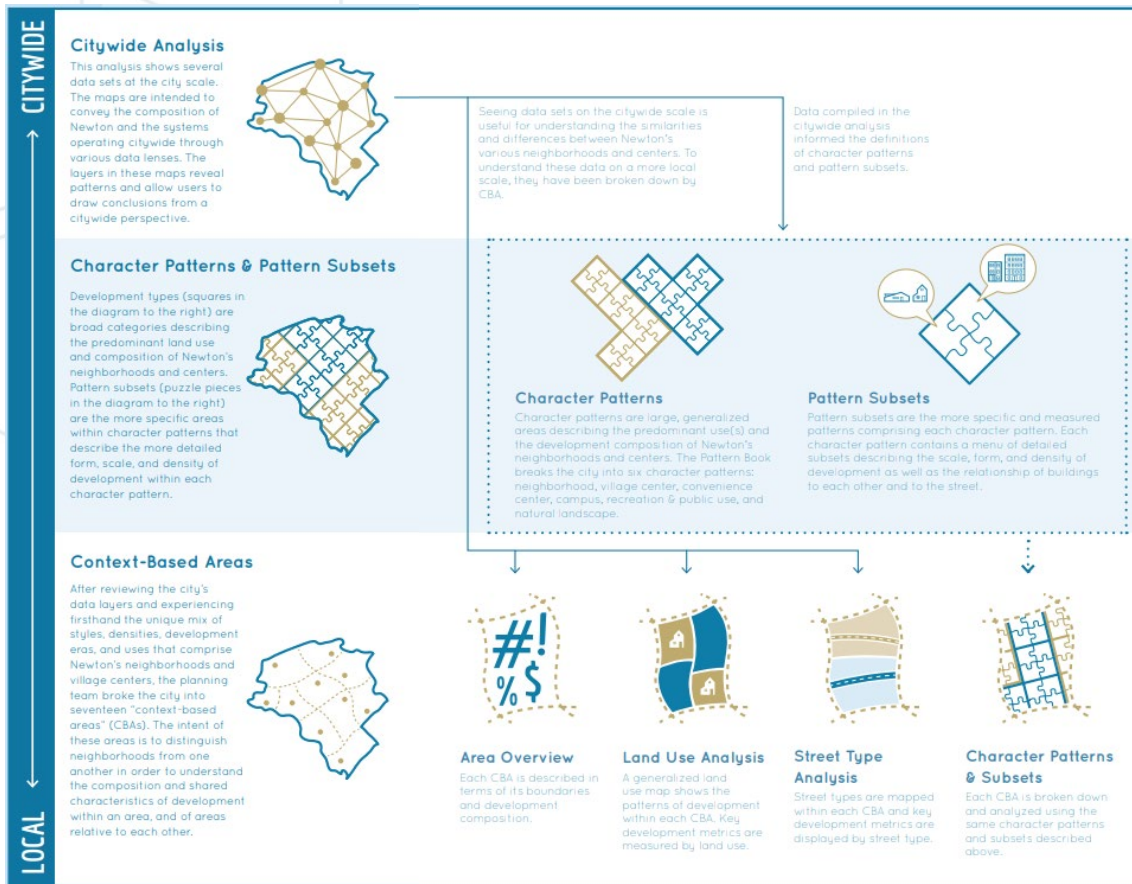 CITYWIDE
LOCAL
Citywide Analysis
This analysis shows several
data sets at the city scale.
The maps are intended to
convey the composition of
Newton and the systems
operating citywide through
various data lenses. The
layers in these maps reveal
patterns and allow users to
draw conclusions from a
citywide perspective.
Seeing data sets on the citywide scale is
useful for understanding the similarities
and differences between Newton's
various neighborhoods and centers. To
understand these data on a more local
scale, they have been broken down by
CBA.
Data compiled in the
citywide analysis
informed the definitions
of character patterns
and pattern subsets.
Character Patterns & Pattern Subsets
Development types (squares in
the diagram to the right) are
broad categories describing
the predominant land use
and composition of Newton's
neighborhoods and centers.
Pattern subsets (puzzle pieces
in the diagram to the right)
are the more specific areas
within character patterns that
describe the more detailed
form, scale, and density of
development within each
character pattern.
Character Patterns
Character patterns are large, generalized
areas describing the predominant use(s) and
the development composition of Newton's
neighborhoods and centers. The Pattern Book
breaks the city into six character patterns:
neighborhood, village center, convenience
center, campus, recreation & public use, and
natural landscape.
Pattern Subsets
Pattern subsets are the more specific and measured
patterns comprising each character pattern. Each
character pattern contains a menu of detailed
subsets describing the scale, form, and density of
development as well as the relationship of buildings
to each other and to the street.
Context-Based Areas
After reviewing the city's
data layers and experiencing
firsthand the unique mix of
styles, densities, development
eras, and uses that comprise
Newton's neighborhoods and
village centers, the planning
team broke the city into
seventeen "context-based
areas" (CBAs). The intent of
these areas is to distinguish
neighborhoods from one
another in order to understand
the composition and shared
characteristics of development
within an area, and of areas
relative to each other.
#!
%$
Area Overview
Each CBA is described in
terms of its boundaries
and development
composition.
Land Use Analysis
A generalized land
use map shows the
patterns of development
within each CBA. Key
development metrics are
measured by land use.
Street Type
Analysis
Street types are mapped
within each CBA and key
development metrics are
displayed by street type.
Character Patterns
& Subsets
Each CBA is broken down
and analyzed using the
same character patterns
and subsets described
above.